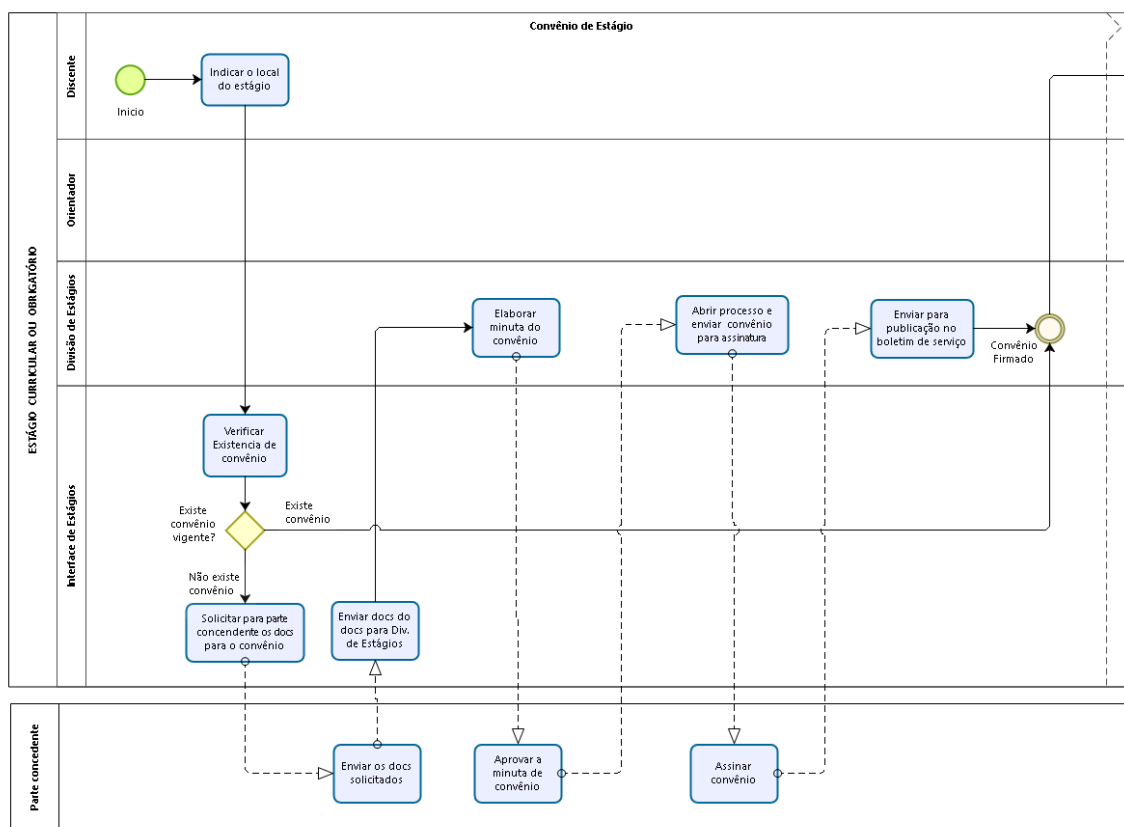 Convênio de Estágio
ESTÁGIO CURRICULAR OU OBRIGATÓRIO
Discente
Inicio
Indicar o local
do estágio
Orientador
Divisão de Estágios
Elaborar
minuta do
convênio
Abrir processo e
enviar convênio
para assinatura
Enviar para
publicação no
boletim de serviço
Convênio
Firmado
Interface de Estágios
Verificar
Existencia de
convênio
Existe
convênio
vigente?
Existe
convênio
Não existe
convênio
Solicitar para parte
concendente os docs
para o convênio
Enviar docs do
docs para Div.
de Estágios
Parte concedente
Enviar os docs
solicitados
Aprovar a
minuta de
convênio
Assinar
convênio